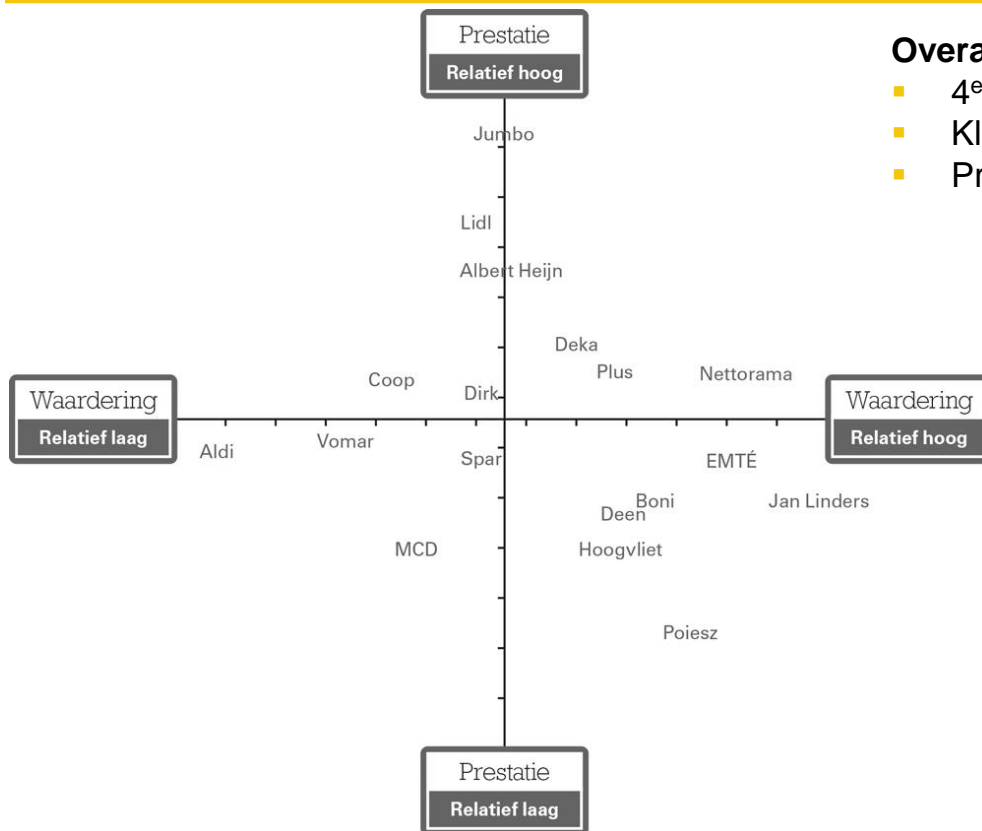 Prestatie
Relatief hoog
Overa
4e
Kl
Pr
Jumbo
Lidl
Albert Heijn
Deka
Plus
Nettorama
Coop
Dirk
Waardering
Relatief laag
Waardering
Relatief hoog
Aldi
Vomar
Spar
EMTÉ
Boni
Jan Linders
Deen
MCD
Hoogvliet
Poiesz
Prestatie
Relatief laag